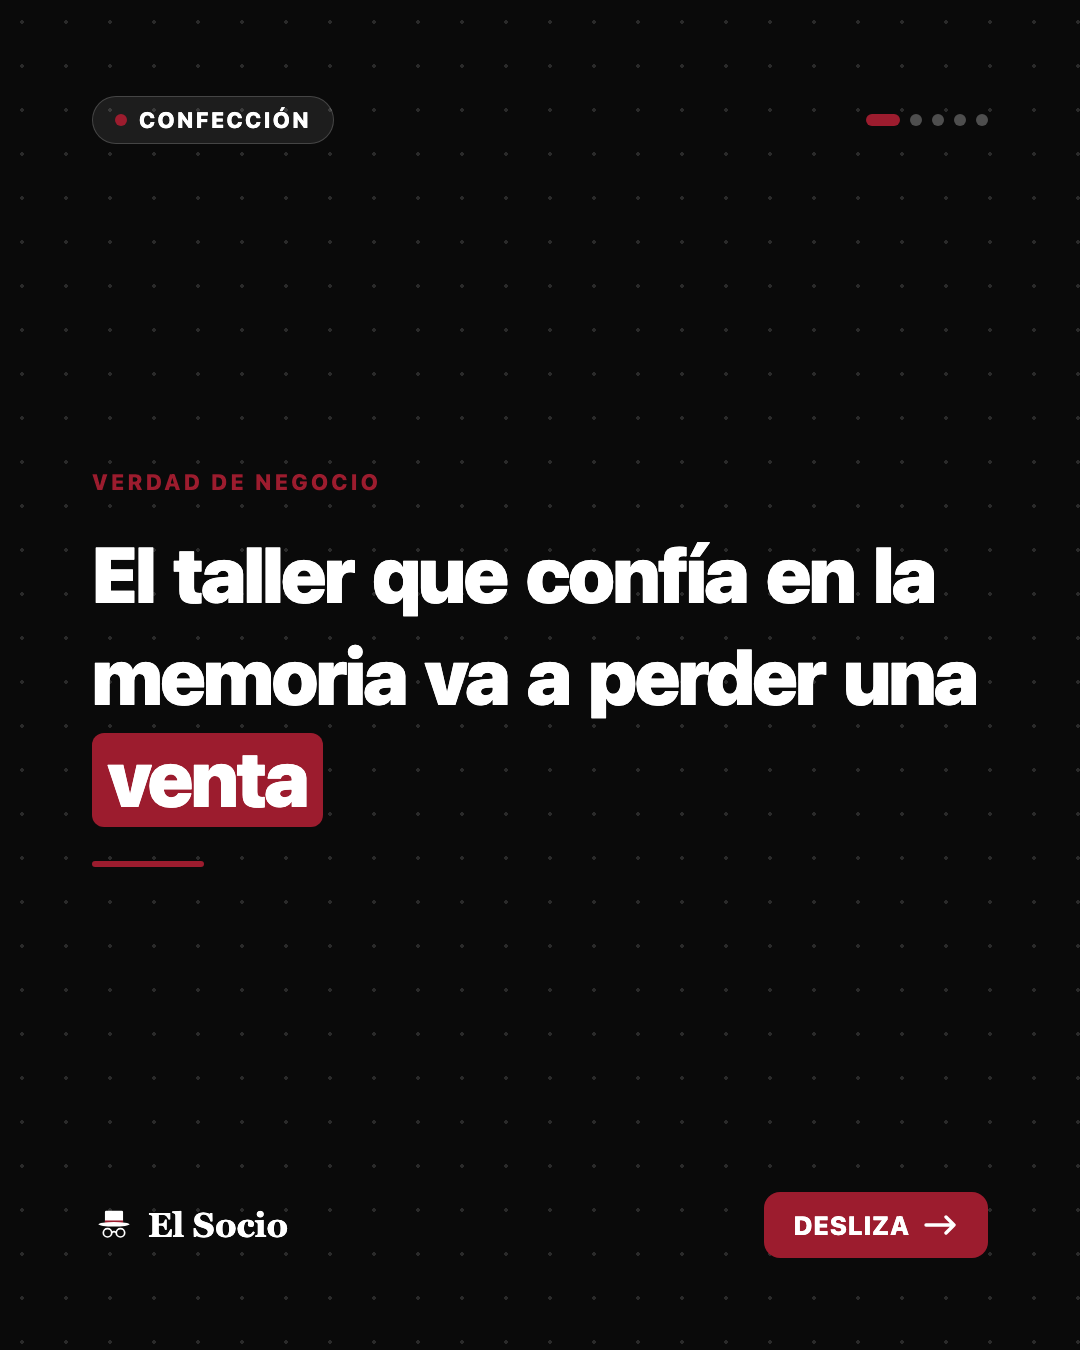 CONFECCIÓN
VERDAD DE NEGOCIO
El taller que confía en la
memoria va a perder una
venta
El Socio
DESLIZA →